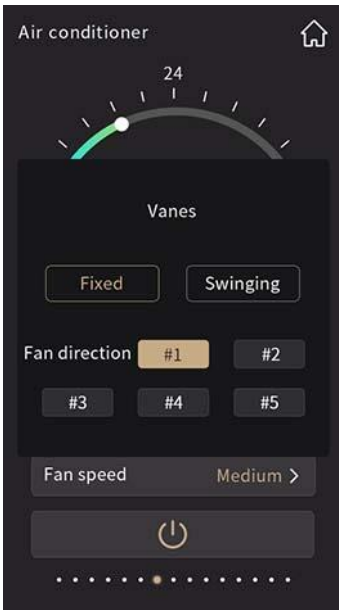 Air conditioner
24
Vanes
Fixed Swinging
Fan direction #1 #2
#3 #4 #5
Fan speed Medium >